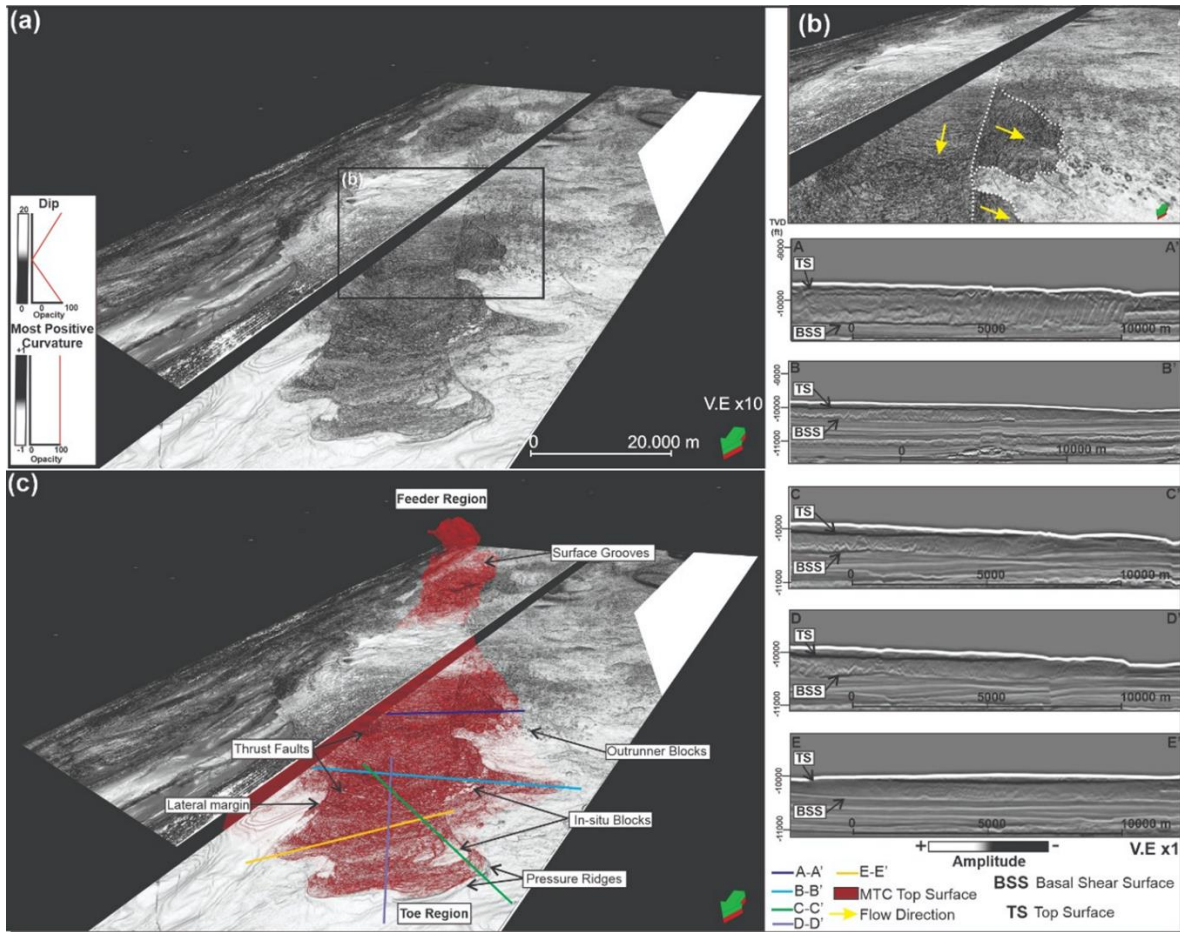 (a)
(b)
Dip
20
0
0
100
Opacity
Most Positive
Curvature
+1
-1
0
100
Opacity
V.E x10
0
20.000 m
(b)
TVD
(ft)
A
A'
-9000
TS
-10000
BSS
0
5000
10000 m
B
B'
-9000
TS
-10000
BSS
-11000
0
10000 m
C
C'
TS
-10000
BSS
-11000
0
5000
10000 m
D
D'
TS
-10000
BSS
-11000
0
5000
10000 m
E
E'
TS
-10000
BSS
-11000
0
5000
10000 m
+
-
Amplitude
V.E x1
(c)
Feeder Region
Surface Grooves
Thrust Faults
Outrunner Blocks
Lateral margin
In-situ Blocks
Pressure Ridges
Toe Region
A-A'
B-B'
C-C'
D-D'
E-E'
MTC Top Surface
Flow Direction
BSS Basal Shear Surface
TS Top Surface